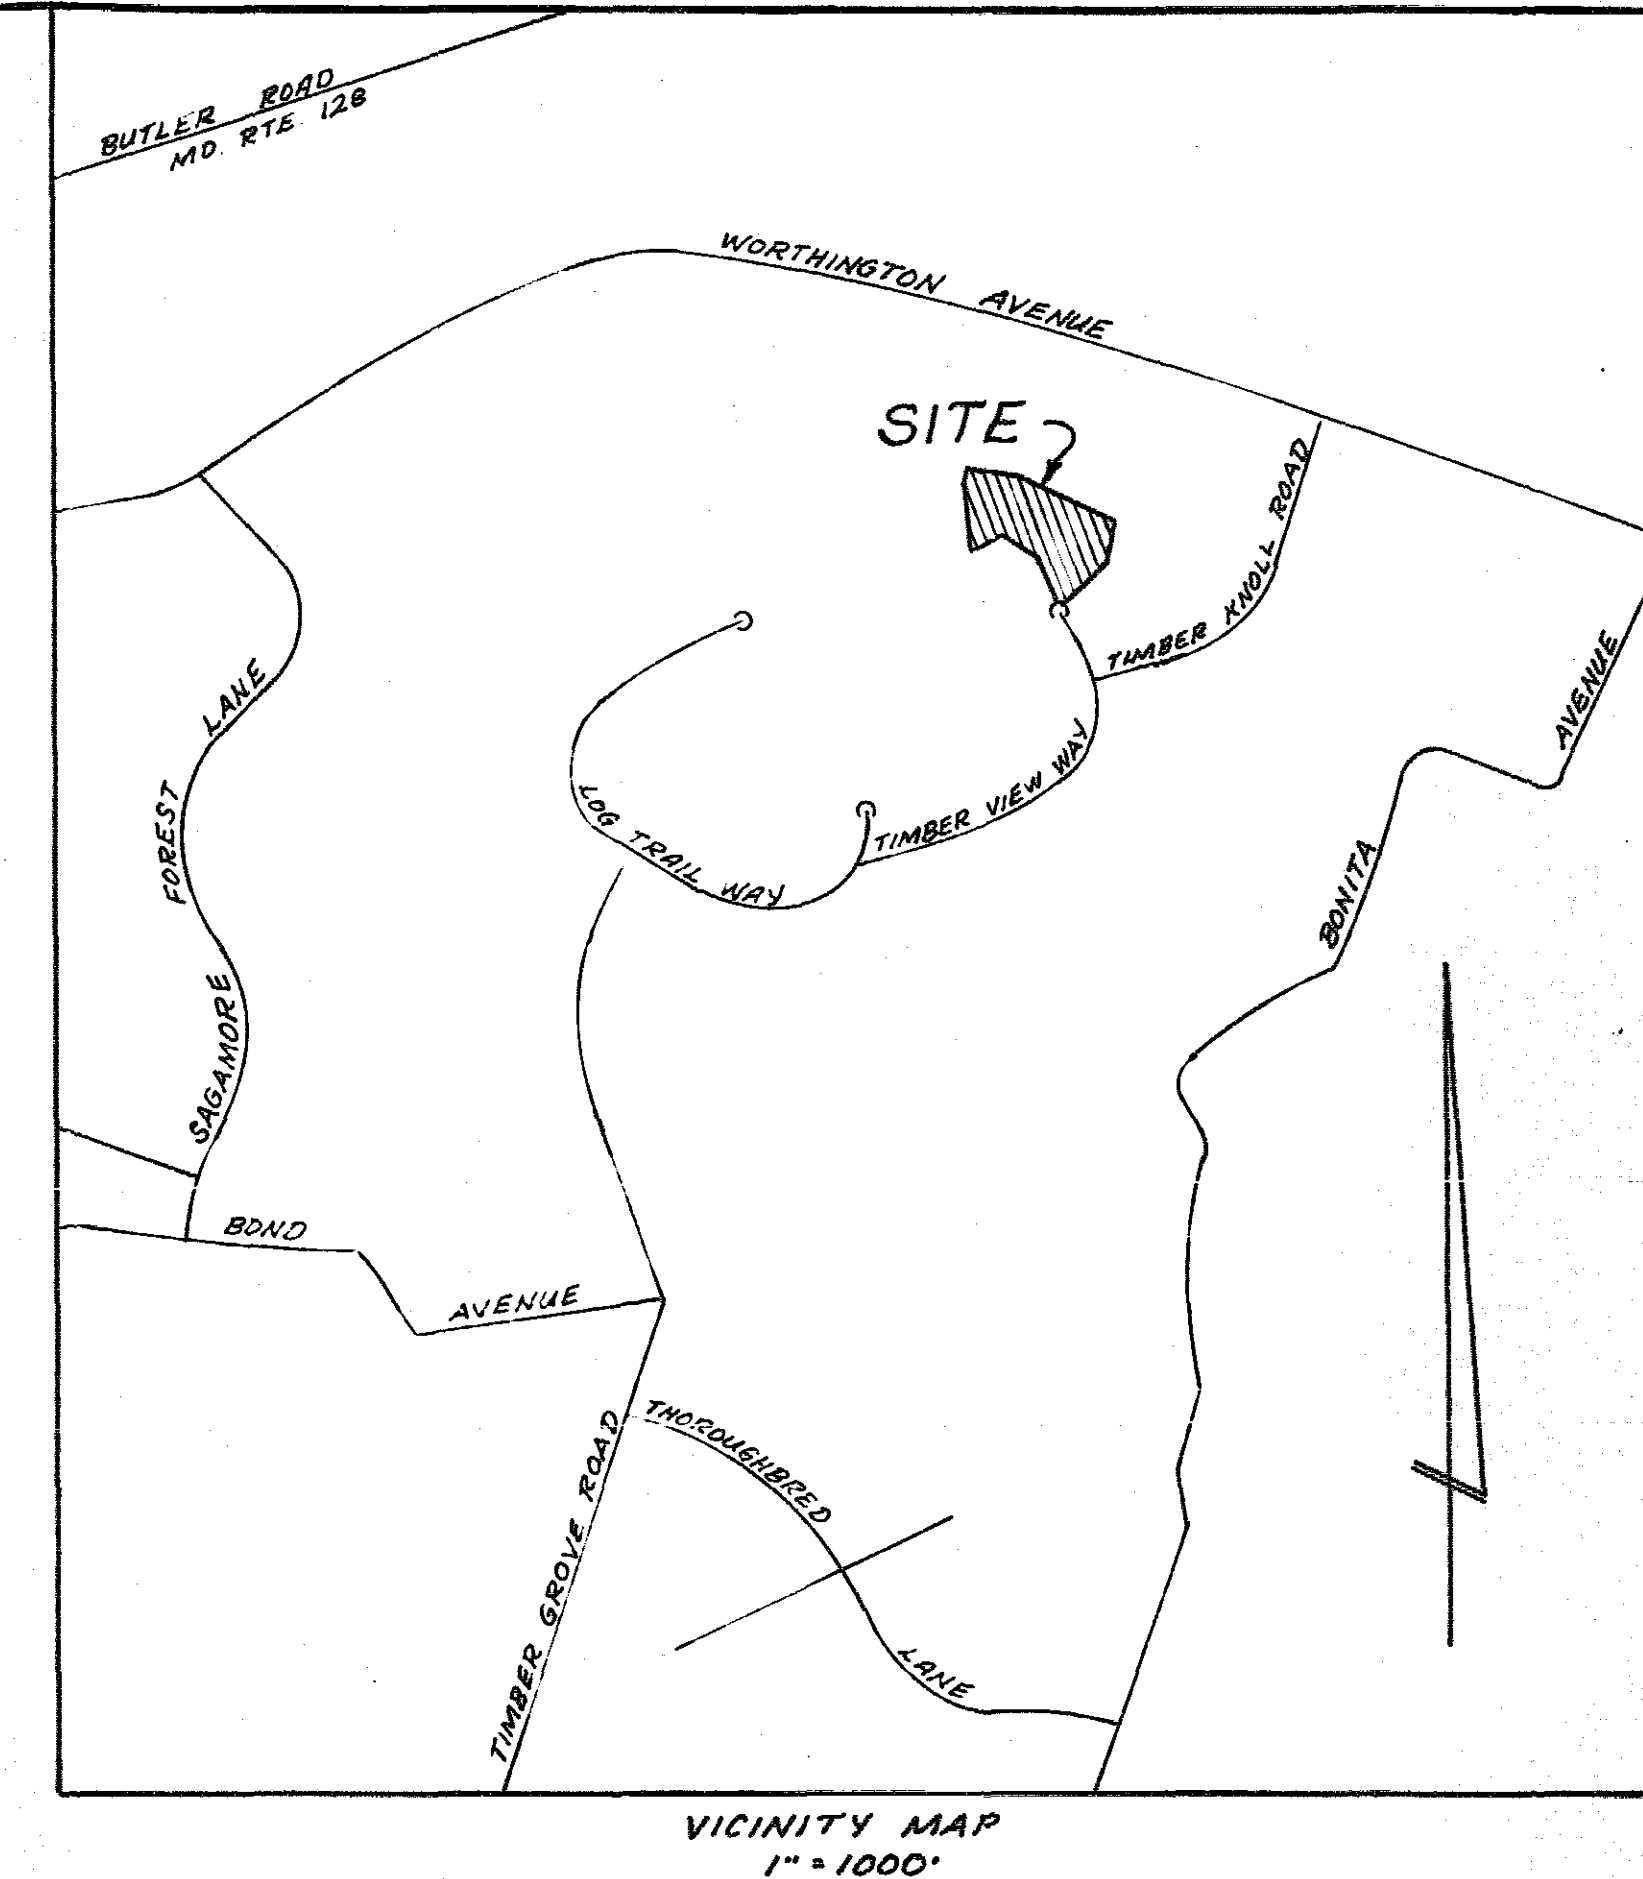 BUTLER ROAD
MD. RTE. 128
WORTHINGTON AVENUE
SITE
TIMBER KNOLL ROAD
SAGAMORE FOREST LANE
TIMBER VIEW WAY
LOG TRAIL WAY
BONITA AVENUE
BOND AVENUE
THOROUGHBRED LANE
TIMBER GROVE ROAD
VICINITY MAP
1" = 1000'